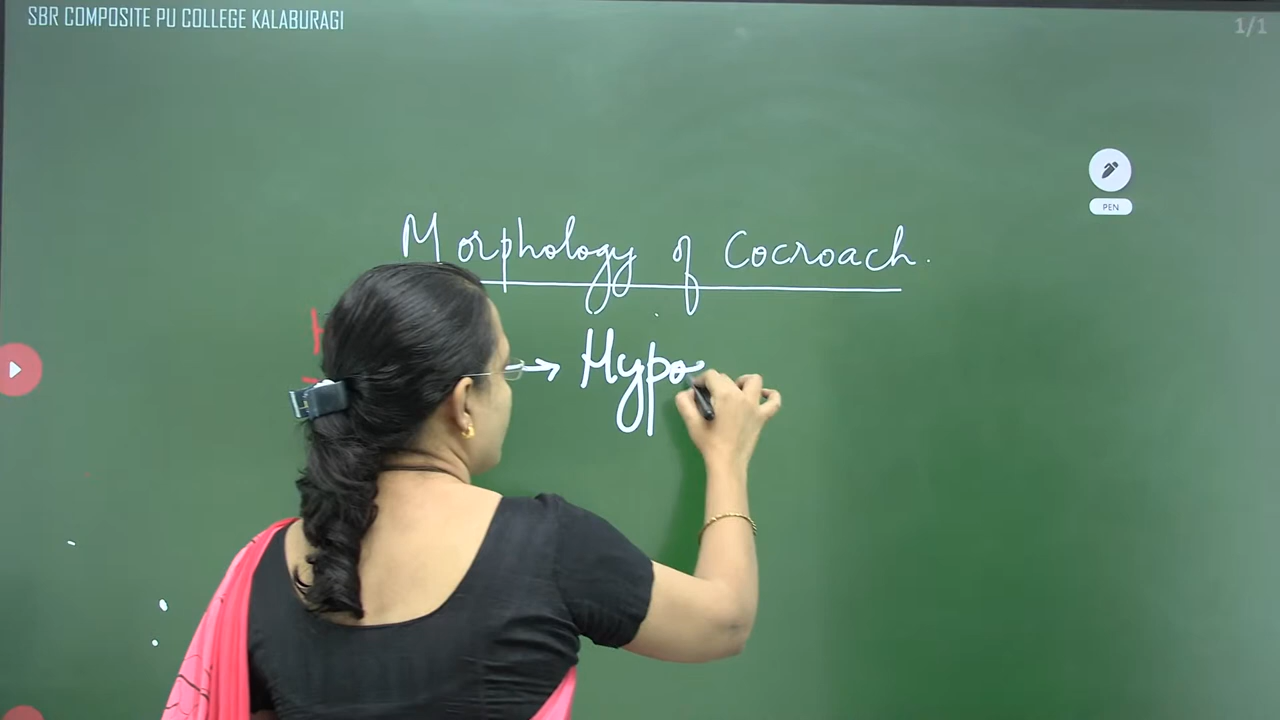 SBR COMPOSITE PU COLLEGE KALABURAGI
1/1
PEN
Morphology of Cocroach.
→ Hypo